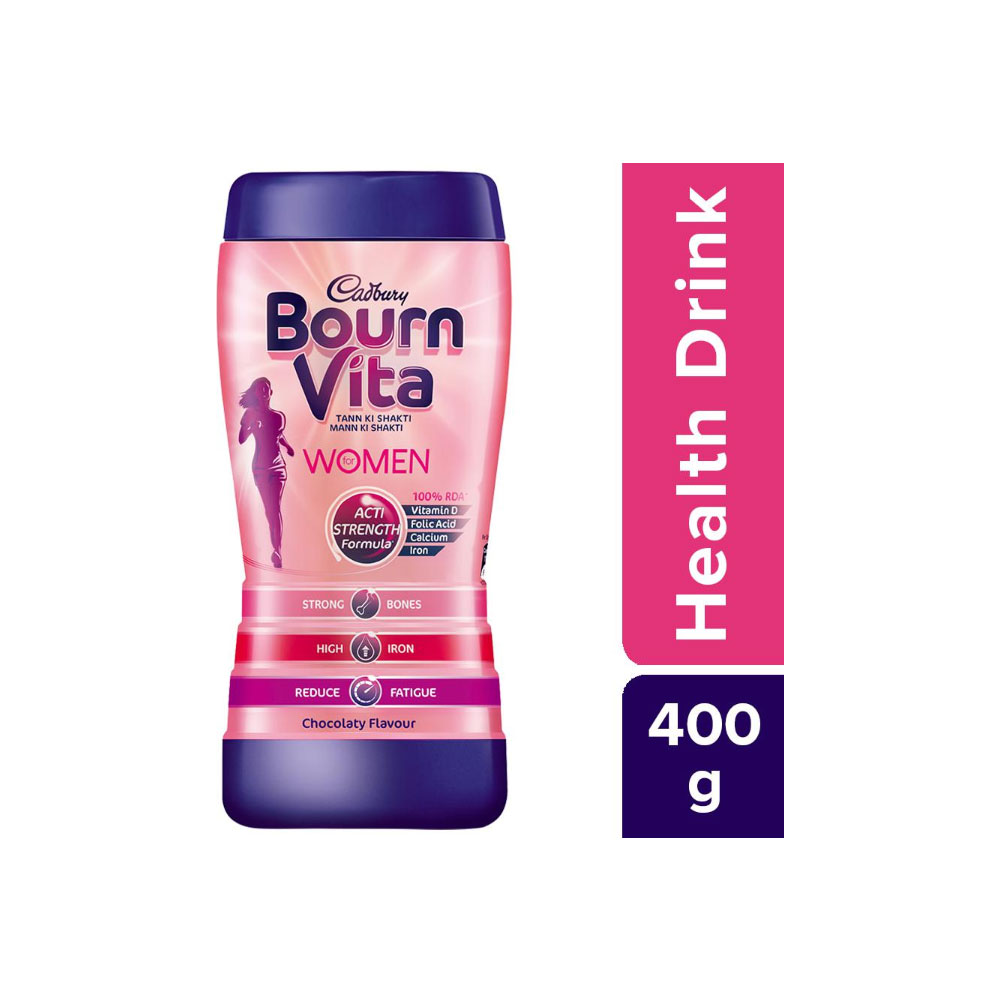 Cadbury
Bourn
Vita
TANN KI SHAKTI
MANN KI SHAKTI
for WOMEN
100% RDA*
ACTI
STRENGTH
Formula
Vitamin D
Folic Acid
Calcium
Iron
STRONG BONES
HIGH IRON
REDUCE FATIGUE
Chocolaty Flavour
Health Drink
400
g